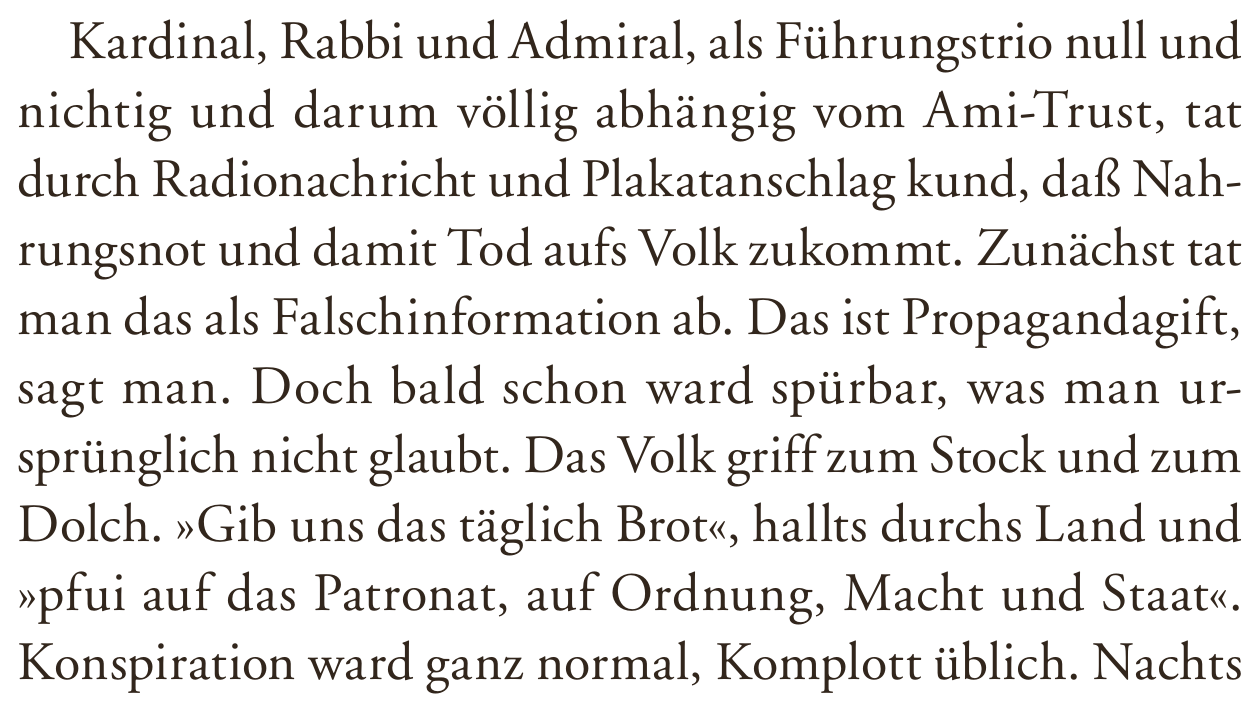 Kardinal, Rabbi und Admiral, als Führungstrio null und
nichtig und darum völlig abhängig vom Ami-Trust, tat
durch Radionachricht und Plakatanschlag kund, daß Nah-
rungsnot und damit Tod aufs Volk zukommt. Zunächst tat
man das als Falschinformation ab. Das ist Propagandagift,
sagt man. Doch bald schon ward spürbar, was man ur-
sprünglich nicht glaubt. Das Volk griff zum Stock und zum
Dolch. »Gib uns das täglich Brot«, hallts durchs Land und
»pfui auf das Patronat, auf Ordnung, Macht und Staat«.
Konspiration ward ganz normal, Komplott üblich. Nachts